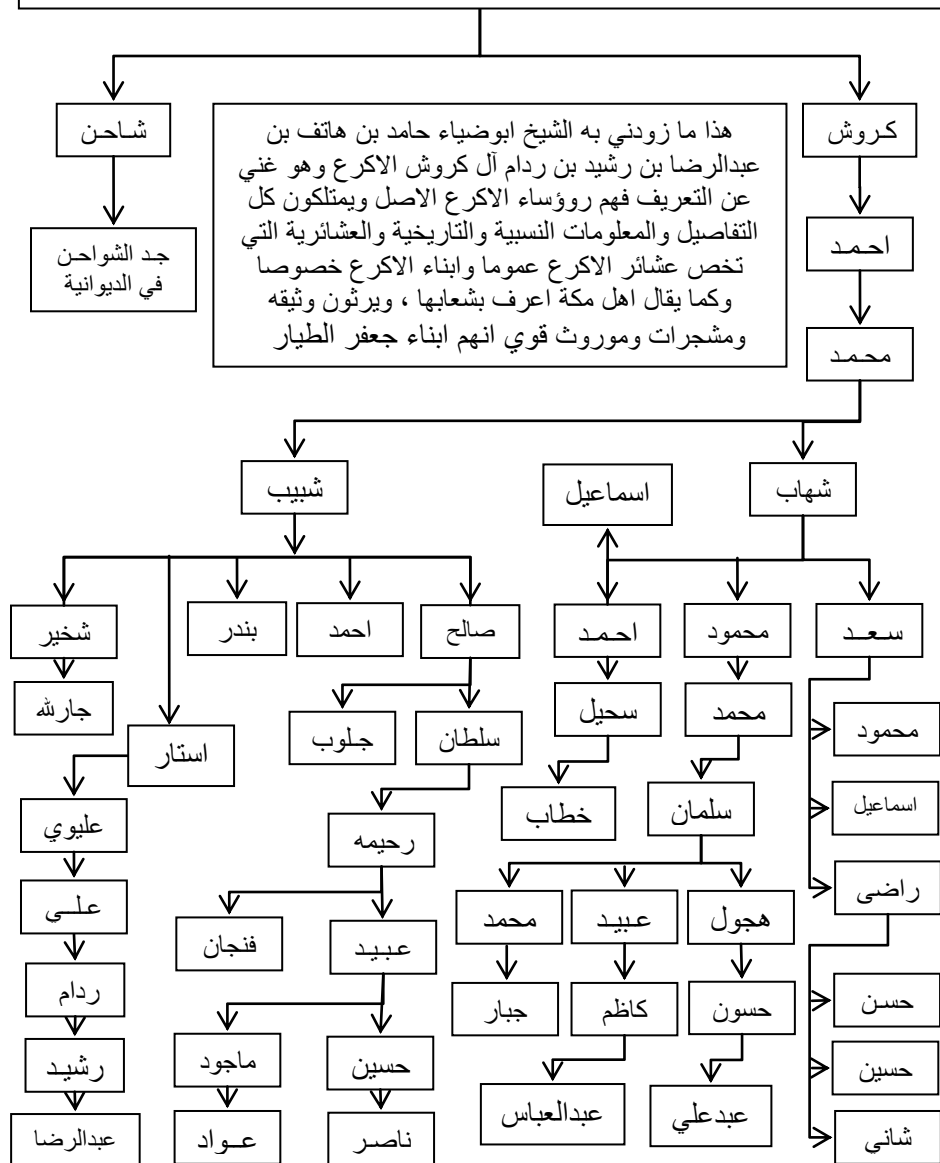 كروش
شاحن
هذا ما زودني به الشيخ ابوضياء حامد بن هاتف بن
عبدالرضا بن رشيد بن ردام آل كروش الاكرع وهو غني
عن التعريف فهم روؤساء الاكرع الاصل ويمتلكون كل
التفاصيل والمعلومات النسبية والتاريخية والعشائرية التي
تخص عشائر الاكرع عموما وابناء الاكرع خصوصا
وكما يقال اهل مكة اعرف بشعابها ، ويرثون وثيقه
ومشجرات وموروث قوي انهم ابناء جعفر الطيار
احمد
جد الشواحن
في الديوانية
محمد
شهاب
اسماعيل
شبيب
سعد
محمود
احمد
صالح
احمد
بندر
شخير
محمد
سحيل
سلطان
جلوب
جارلله
استار
محمود
اسماعيل
راضى
سلمان
خطاب
رحيمه
عليوي
هجول
عبيد
محمد
عبيد
فنجان
علي
حسن
حسين
شاني
حسون
كاظم
جبار
ردام
حسين
ماجود
رشيد
عبدعلي
عبدالعباس
ناصر
عواد
عبدالرضا